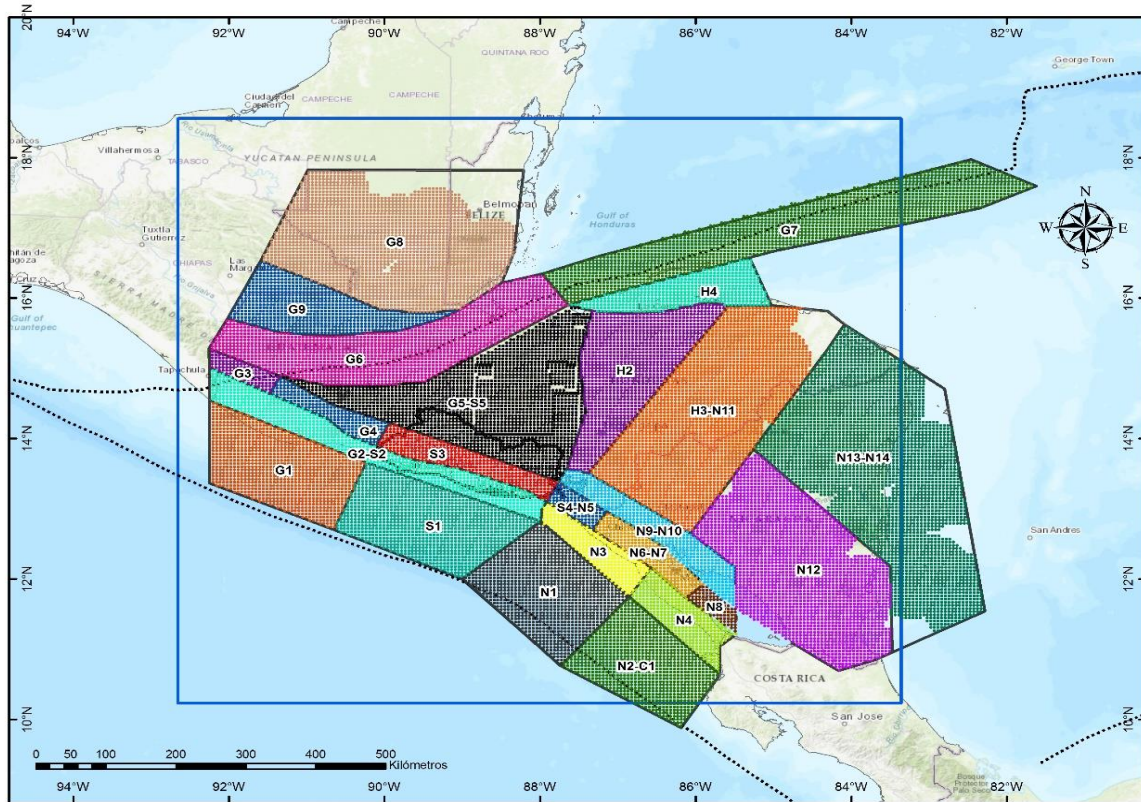 20°N
94°W
92°W
90°W
88°W
86°W
84°W
82°W
Campeche
QUINTANA ROO
George Town
Ciudad del
Carmen
CAMPECHE
CAMPECHE
Villahermosa
TABASCO
YUCATAN PENINSULA
18°N
18°N
Belmopan
BELIZE
Gulf of
Honduras
Tuxtla
Gutierrez
CHIAPAS
Las
Marg
N
W
E
S
G8
G7
16°N
16°N
G9
H4
Gulf of
G6
Tapachula
G3
H2
G5-S5
H3-N11
14°N
14°N
G4
G2-S2
S3
G1
N13-N14
S4-N5
S1
N9-N10
N6-N7
San Andres
N3
N12
12°N
12°N
N1
N8
N4
N2-C1
COSTA RICA
San Jose
10°N
10°N
0 50 100 200 300 400 500
Kilómetros
Bosque
Protector
94°W
92°W
90°W
88°W
86°W
84°W
82°W